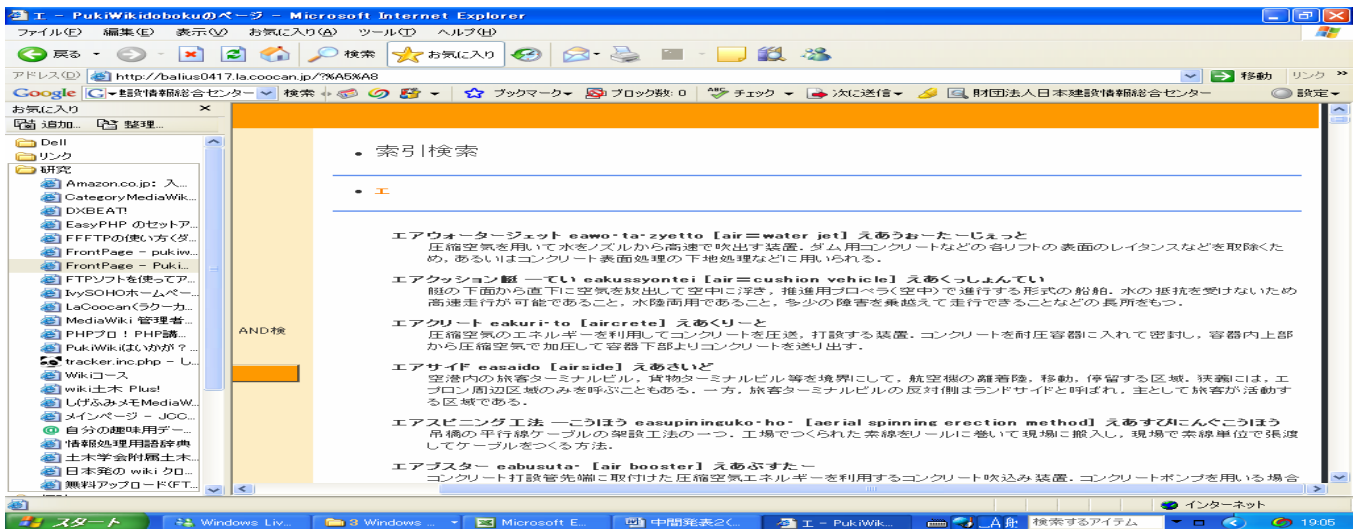 エ - PukiWikidobokuのページ - Microsoft Internet Explorer
ファイル(F) 編集(E) 表示(V) お気に入り(A) ツール(T) ヘルプ(H)
戻る 検索 お気に入り
アドレス(D) http://balius0417.la.coocan.jp/?%A5%A8 移動 リンク »
Google G 建設情報総合センター 検索 ブックマーク ブロック数: 0 チェック 次に送信 財団法人日本建設情報総合センター 設定
お気に入り ×
追加... 整理...
Dell
リンク
研究
Amazon.co.jp: 入...
CategoryMediaWik...
DXBEAT!
EasyPHP のセットア...
FFFTPの使い方くダ...
FrontPage - pukiw...
FrontPage - Puki...
FTPソフトを使ってア...
IvySOHOホームペー...
LaCoocan(ラクーカ...
MediaWiki 管理者...
PHPプロ！PHP講...
PukiWikiはいかが？...
tracker.inc.php - し...
Wikiコース
wiki土木 Plus!
しげふみメモMediaW...
メインページ - JOC...
自分の趣味用デー...
情報処理用語辞典
土木学会附属土木...
日本発の wiki クロ...
無料アップロード(FT...
AND検
• 索引検索
• エ
エアウォータージェット eawo-ta-zyetto [air＝water jet] えあうぉーたーじぇっと
圧縮空気を用いて水をノズルから高速で吹出す装置．ダム用コンクリートなどの各リフトの表面のレイタンスなどを取除くた
め，あるいはコンクリート表面処理の下地処理などに用いられる．
エアクッション艇 ―てい eakussyontei [air＝cushion vehicle] えあくっしょんてい
艇の下面から直下に空気を放出して空中に浮き，推進用プロペラ(空中)で進行する形式の船舶．水の抵抗を受けないため
高速走行が可能であること，水陸両用であること，多少の障害を乗越えて走行できることなどの長所をもつ．
エアクリート eakuri-to [aircrete] えあくりーと
圧縮空気のエネルギーを利用してコンクリートを圧送，打設する装置．コンクリートを耐圧容器に入れて密封し，容器内上部
から圧縮空気で加圧して容器下部よりコンクリートを送り出す．
エアサイド easaido [airside] えあさいど
空港内の旅客ターミナルビル，貨物ターミナルビル等を境界にして，航空機の離着陸，移動，停留する区域．狭義には，エ
プロン周辺区域のみを呼ぶこともある．一方，旅客ターミナルビルの反対側はランドサイドと呼ばれ，主として旅客が活動す
る区域である．
エアスピニング工法 ―こうほう easupininguko-ho- [aerial spinning erection method] えあすぴにんぐこうほう
吊橋の平行線ケーブルの架設工法の一つ．工場でつくられた素線をリールに巻いて現場に搬入し，現場で素線単位で張渡
してケーブルをつくる方法．
エアブスター eabusuta- [air booster] えあぶすたー
コンクリート打設管先端に取付けた圧縮空気エネルギーを利用するコンクリート吹込み装置．コンクリートポンプを用いる場合
インターネット
スタート Windows Liv... 3 Windows ... Microsoft E... 中間発表2(... エ - PukiWik... A 般 検索するアイテム 19:05